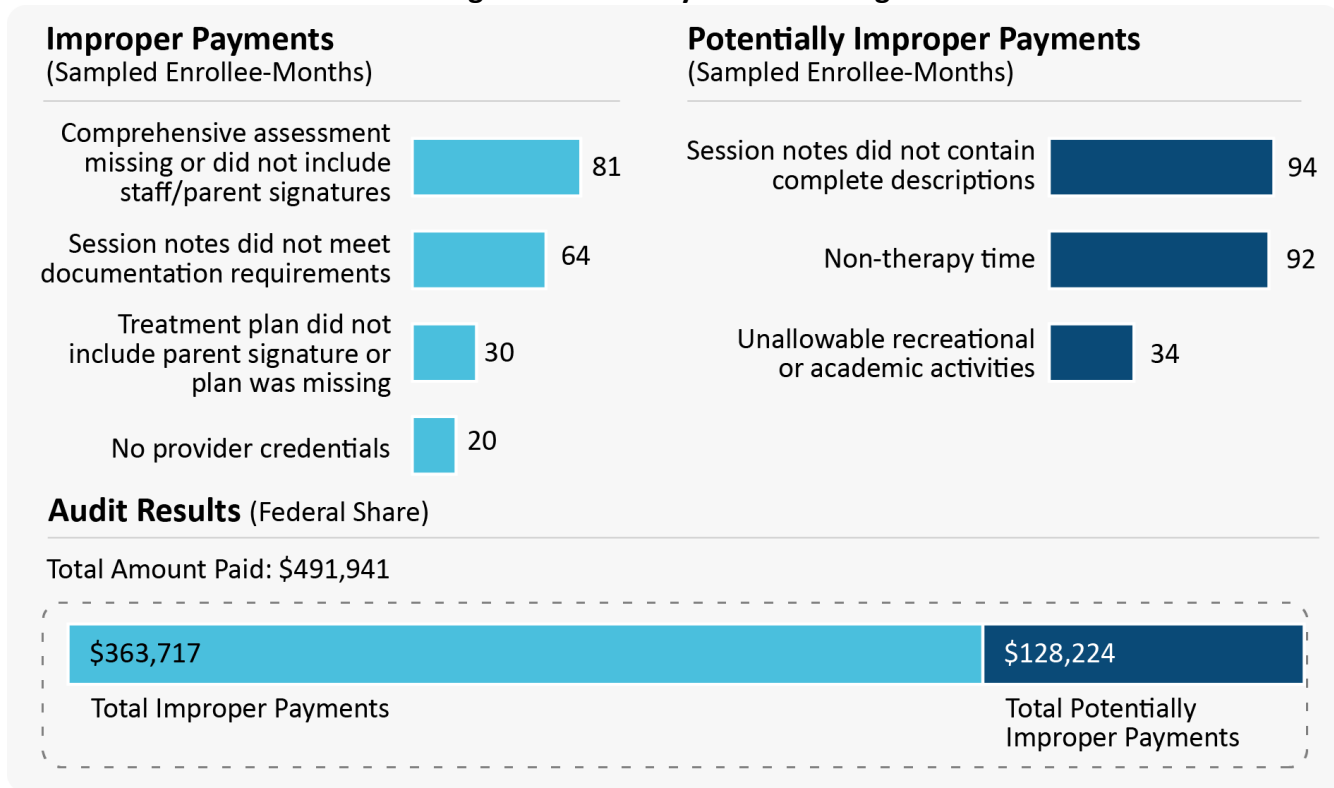 Improper Payments
(Sampled Enrollee-Months)
Comprehensive assessment
missing or did not include
staff/parent signatures
81
Session notes did not meet
documentation requirements
64
Treatment plan did not
include parent signature or
plan was missing
30
No provider credentials
20
Potentially Improper Payments
(Sampled Enrollee-Months)
Session notes did not contain
complete descriptions
94
Non-therapy time
92
Unallowable recreational
or academic activities
34
Audit Results (Federal Share)
Total Amount Paid: $491,941
$363,717
Total Improper Payments
$128,224
Total Potentially
Improper Payments